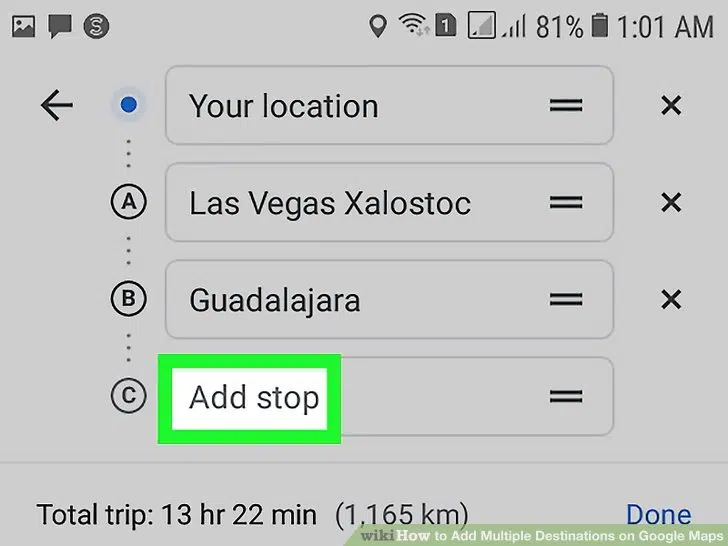 1 81% 1:01 AM
Your location
A Las Vegas Xalostoc
B Guadalajara
C Add stop
Total trip: 13 hr 22 min (1,165 km) Done
wikiHow to Add Multiple Destinations on Google Maps